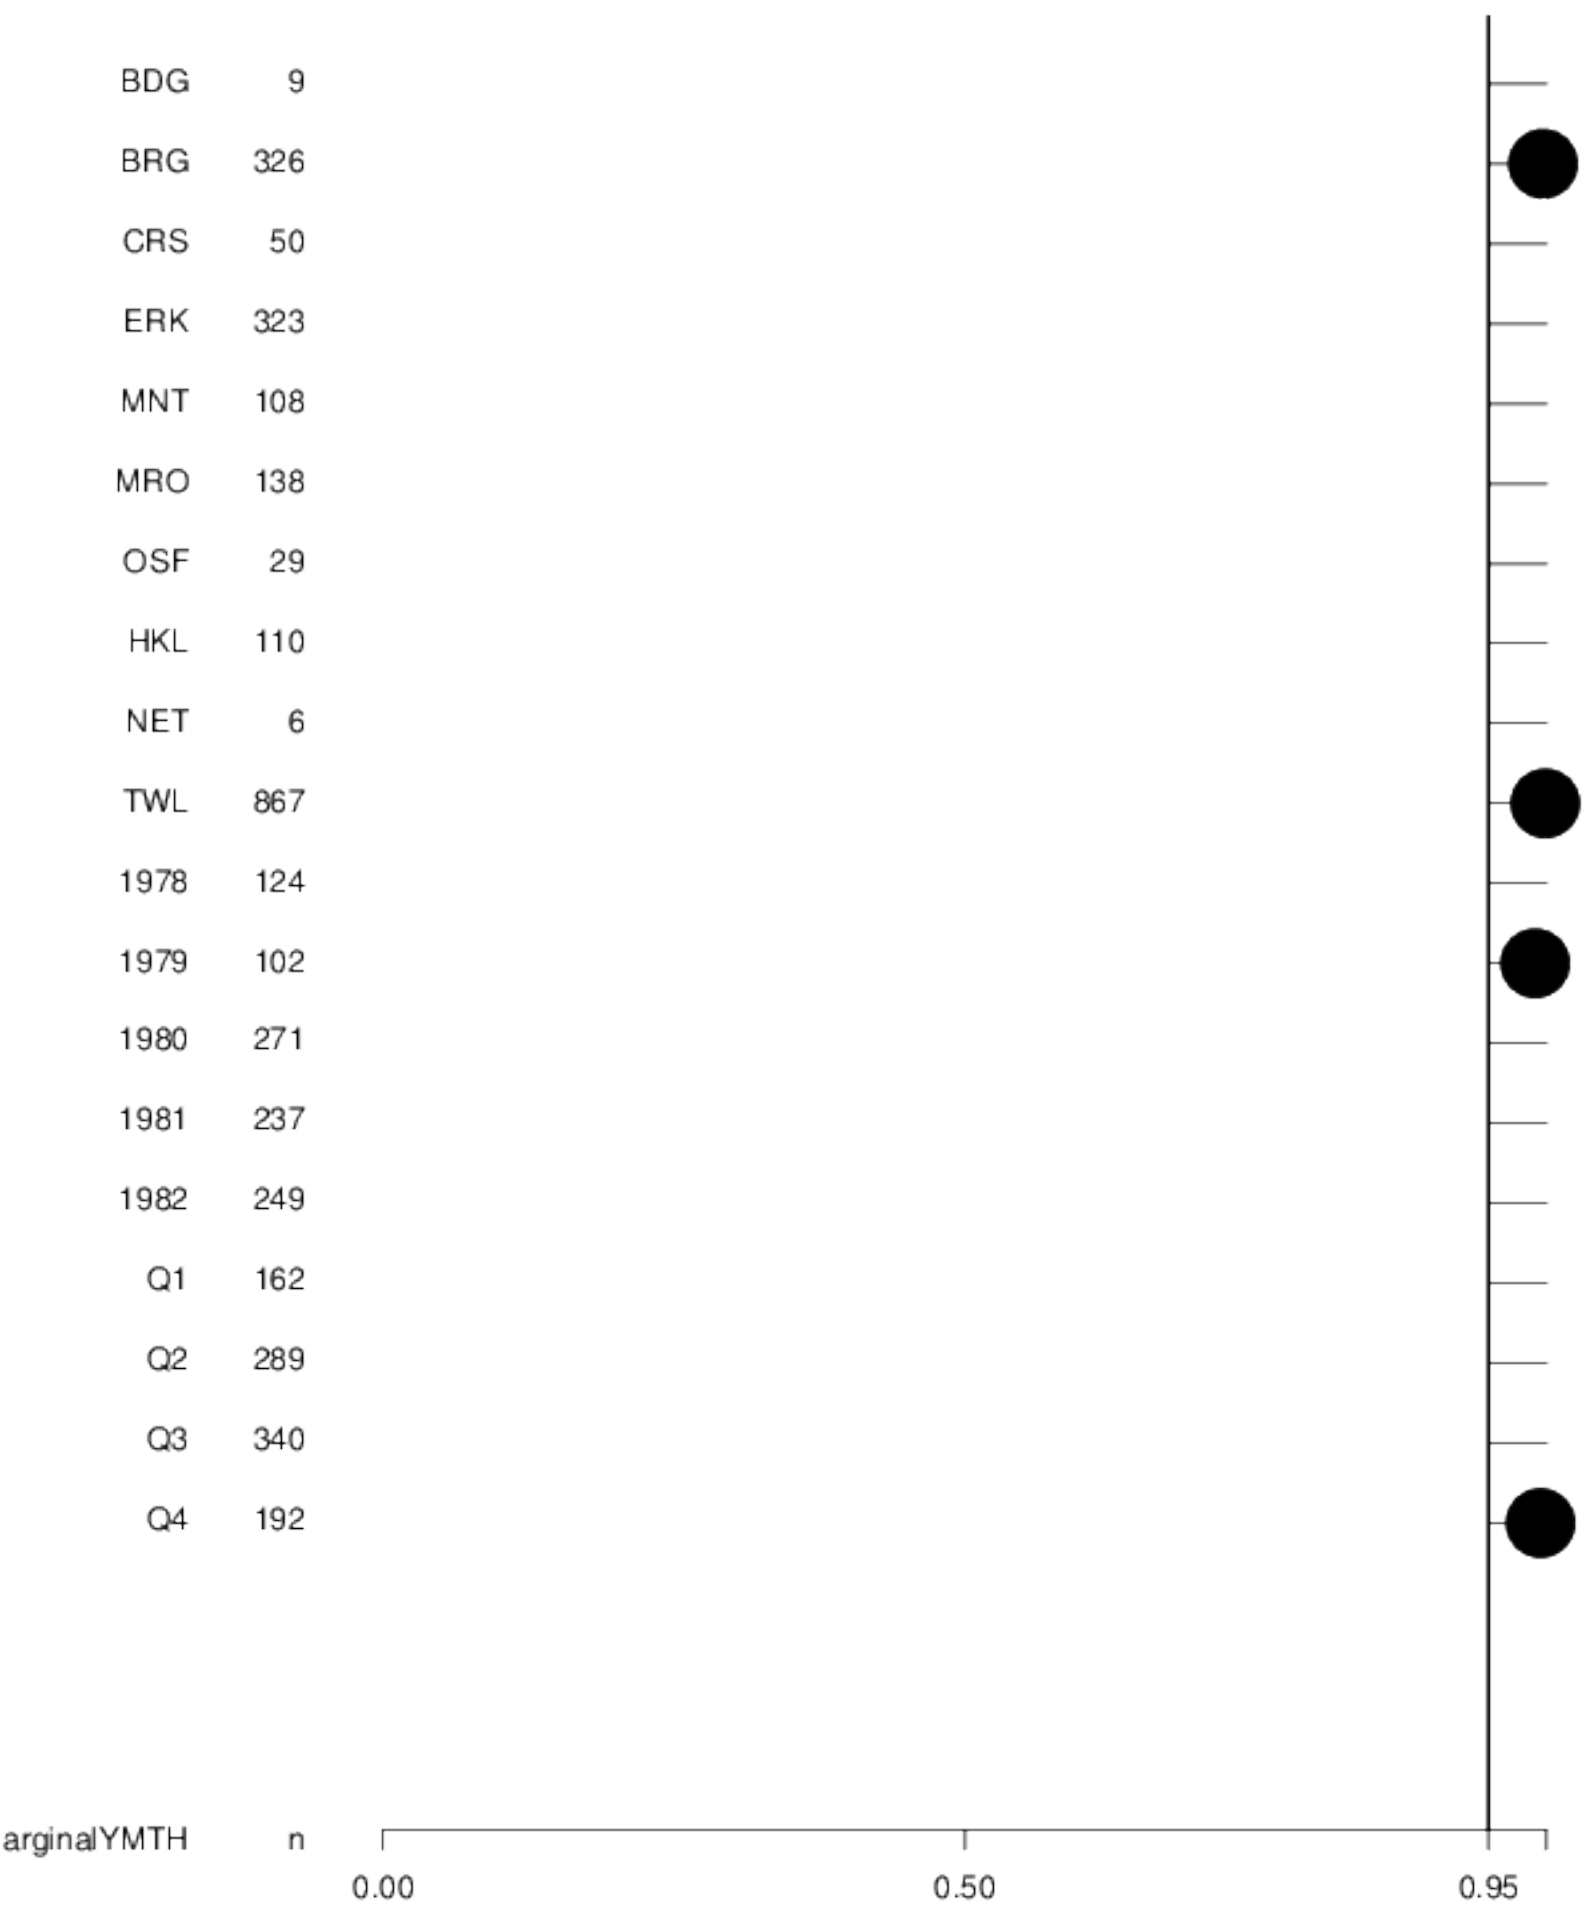 BDG 9
BRG 326
CRS 50
ERK 323
MNT 108
MRO 138
OSF 29
HKL 110
NET 6
TWL 867
1978 124
1979 102
1980 271
1981 237
1982 249
Q1 162
Q2 289
Q3 340
Q4 192
arginalYMTH n
0.00 0.50 0.95